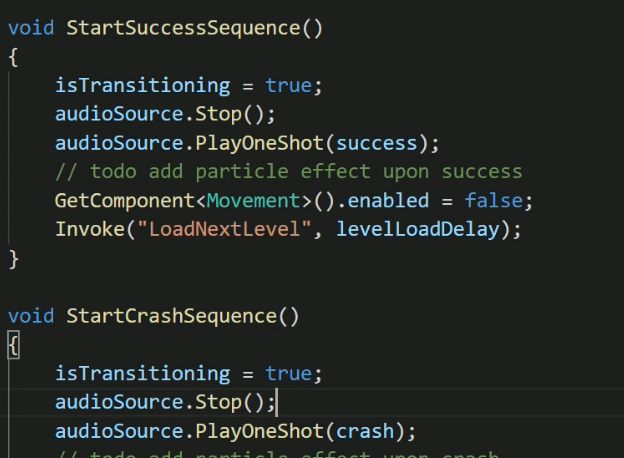 void StartSuccessSequence()
{
    isTransitioning = true;
    audioSource.Stop();
    audioSource.PlayOneShot(success);
    // todo add particle effect upon success
    GetComponent<Movement>().enabled = false;
    Invoke("LoadNextLevel", levelLoadDelay);
}
void StartCrashSequence()
{
    isTransitioning = true;
    audioSource.Stop();
    audioSource.PlayOneShot(crash);
    // todo add particle effect upon crash